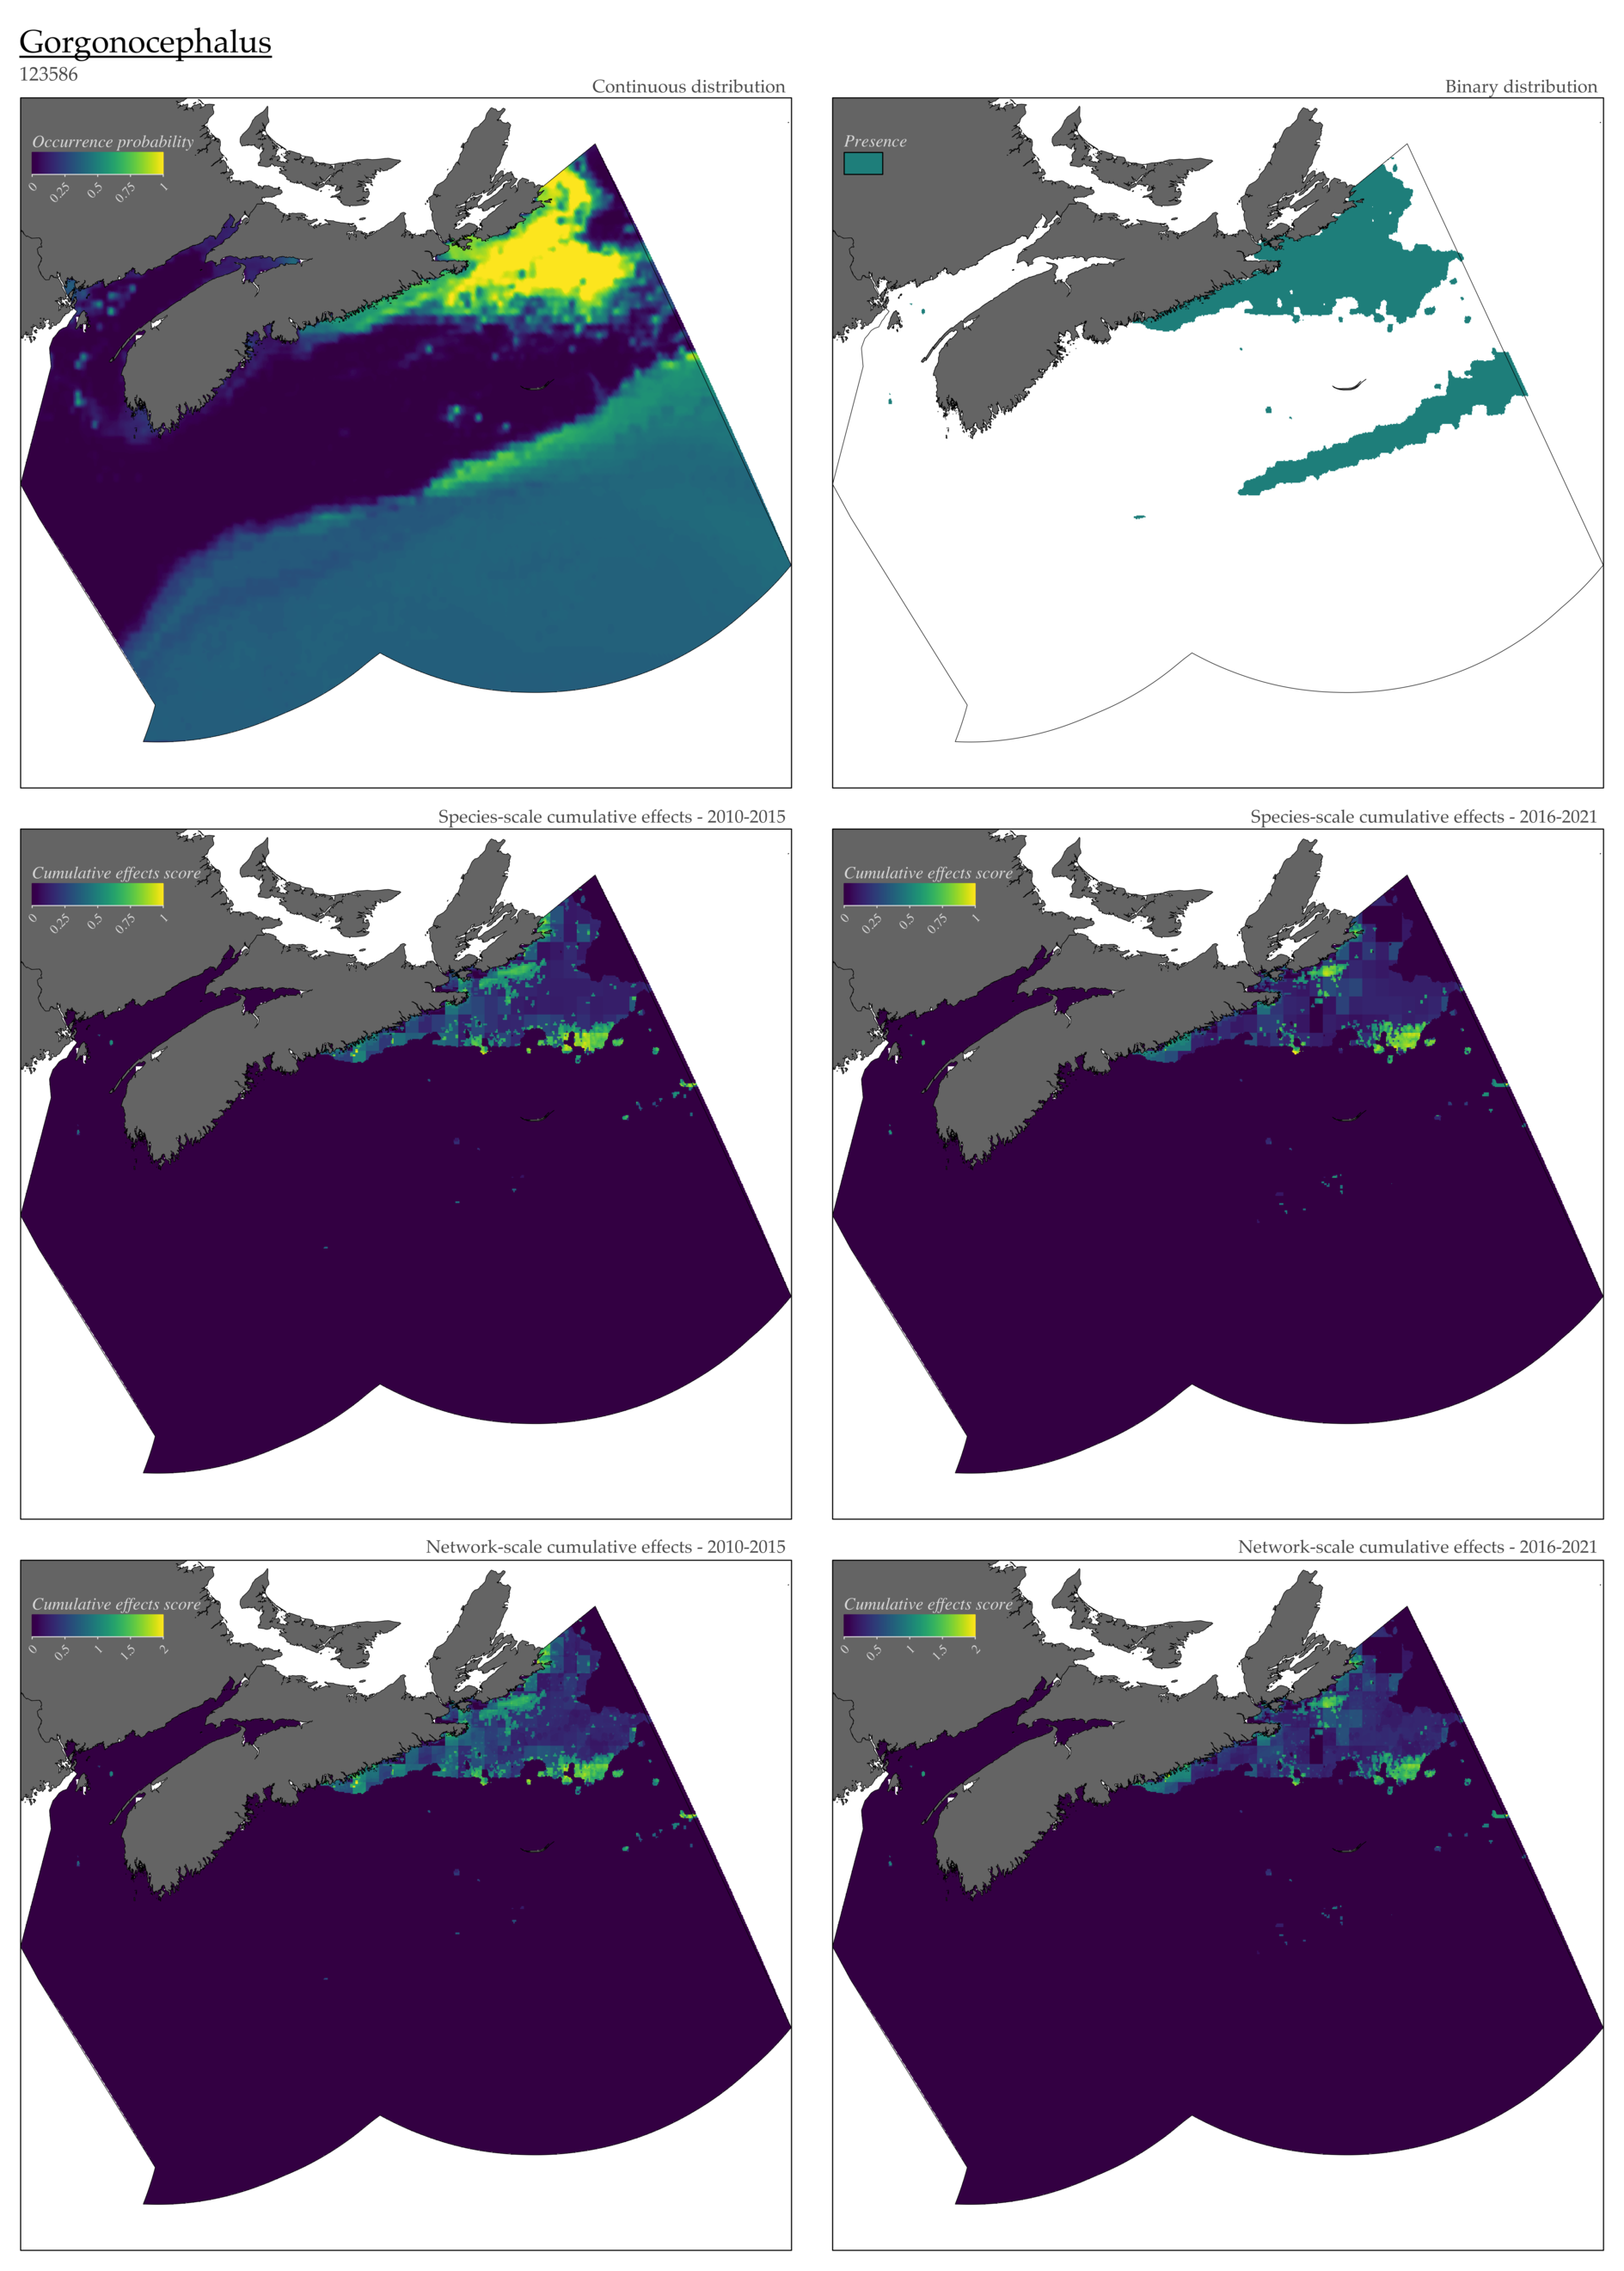 Gorgonocephalus
123586
Continuous distribution
Occurrence probability
0 0.25 0.5 0.75 1
Binary distribution
Presence
Species-scale cumulative effects - 2010-2015
Cumulative effects score
0 0.25 0.5 0.75 1
Species-scale cumulative effects - 2016-2021
Cumulative effects score
0 0.25 0.5 0.75 1
Network-scale cumulative effects - 2010-2015
Cumulative effects score
0 0.5 1 1.5 2
Network-scale cumulative effects - 2016-2021
Cumulative effects score
0 0.5 1 1.5 2